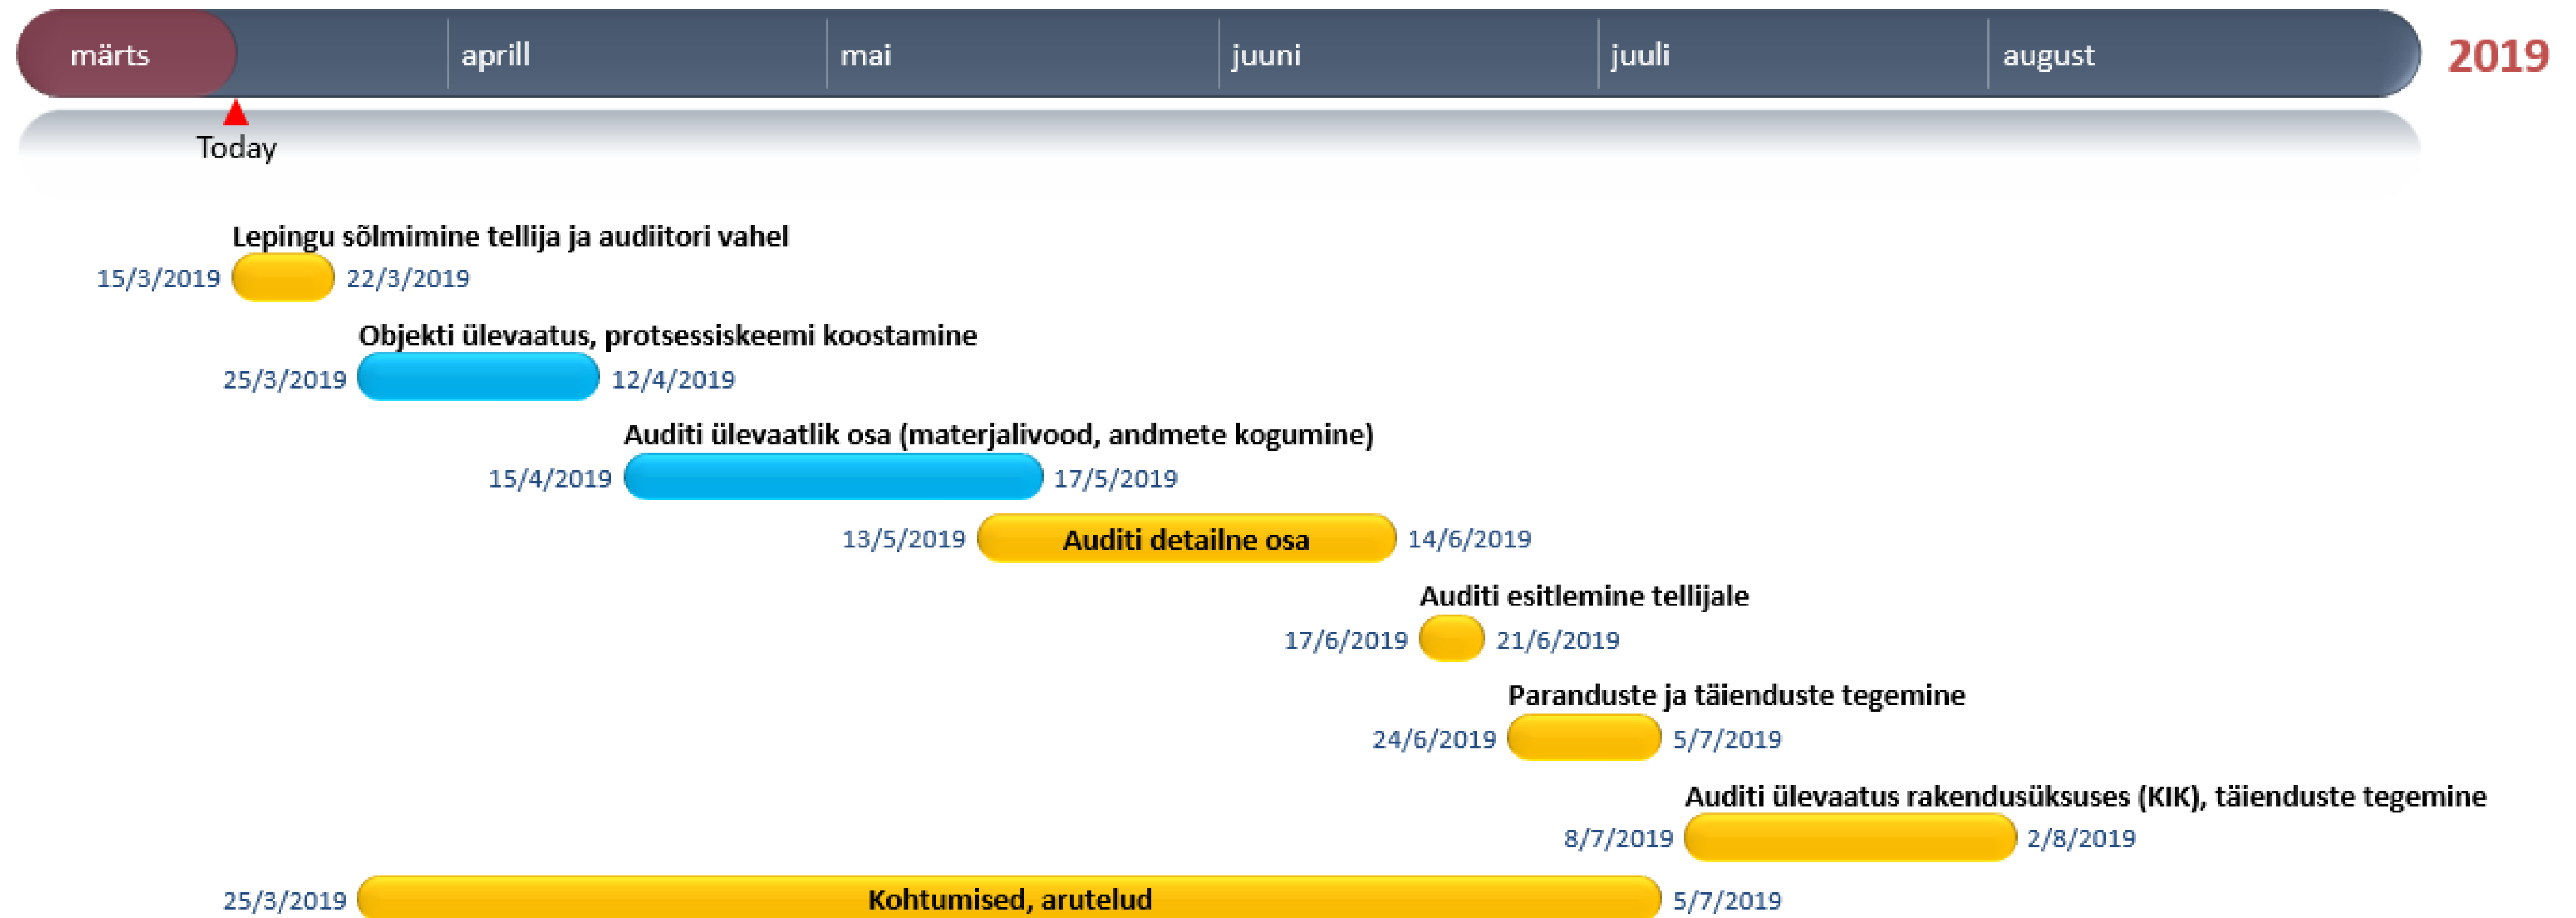 märts aprill mai juuni juuli august 2019
Today
Lepingu sõlmimine tellija ja audiitori vahel
15/3/2019 22/3/2019
Objekti ülevaatus, protsessiskeemi koostamine
25/3/2019 12/4/2019
Auditi ülevaatlik osa (materjalivood, andmete kogumine)
15/4/2019 17/5/2019
13/5/2019 Auditi detailne osa 14/6/2019
Auditi esitlemine tellijale
17/6/2019 21/6/2019
Paranduste ja täienduste tegemine
24/6/2019 5/7/2019
Auditi ülevaatus rakendusüksuses (KIK), täienduste tegemine
8/7/2019 2/8/2019
25/3/2019 Kohtumised, arutelud 5/7/2019